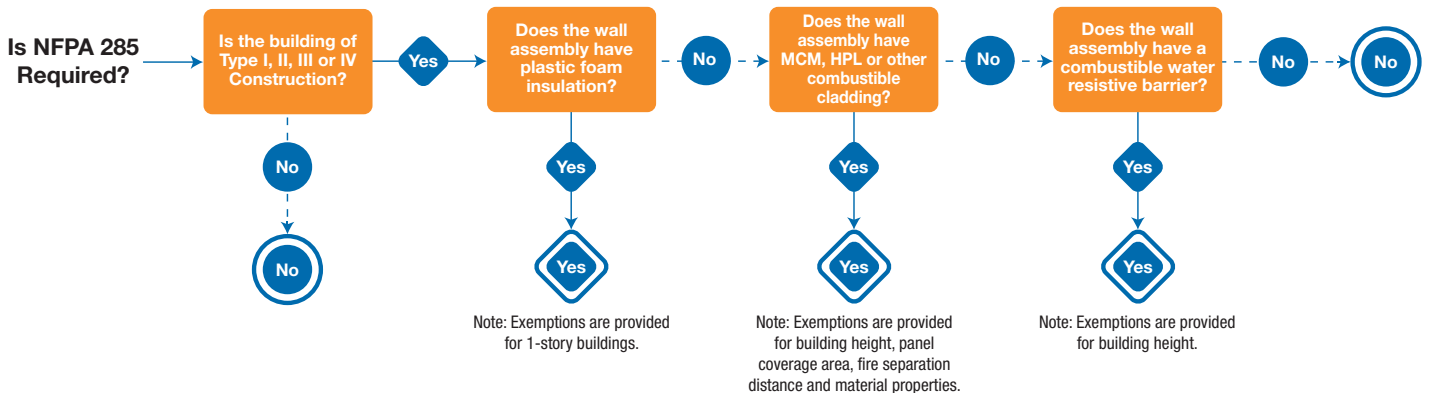 Is NFPA 285
Required?
Is the building of
Type I, II, III or IV
Construction?
Yes
Does the wall
assembly have
plastic foam
insulation?
No
Does the wall
assembly have
MCM, HPL or other
combustible
cladding?
No
Does the wall
assembly have a
combustible water
resistive barrier?
No
No
No
Yes
Yes
Yes
No
Yes
Yes
Yes
Note: Exemptions are provided
for 1-story buildings.
Note: Exemptions are provided
for building height, panel
coverage area, fire separation
distance and material properties.
Note: Exemptions are provided
for building height.